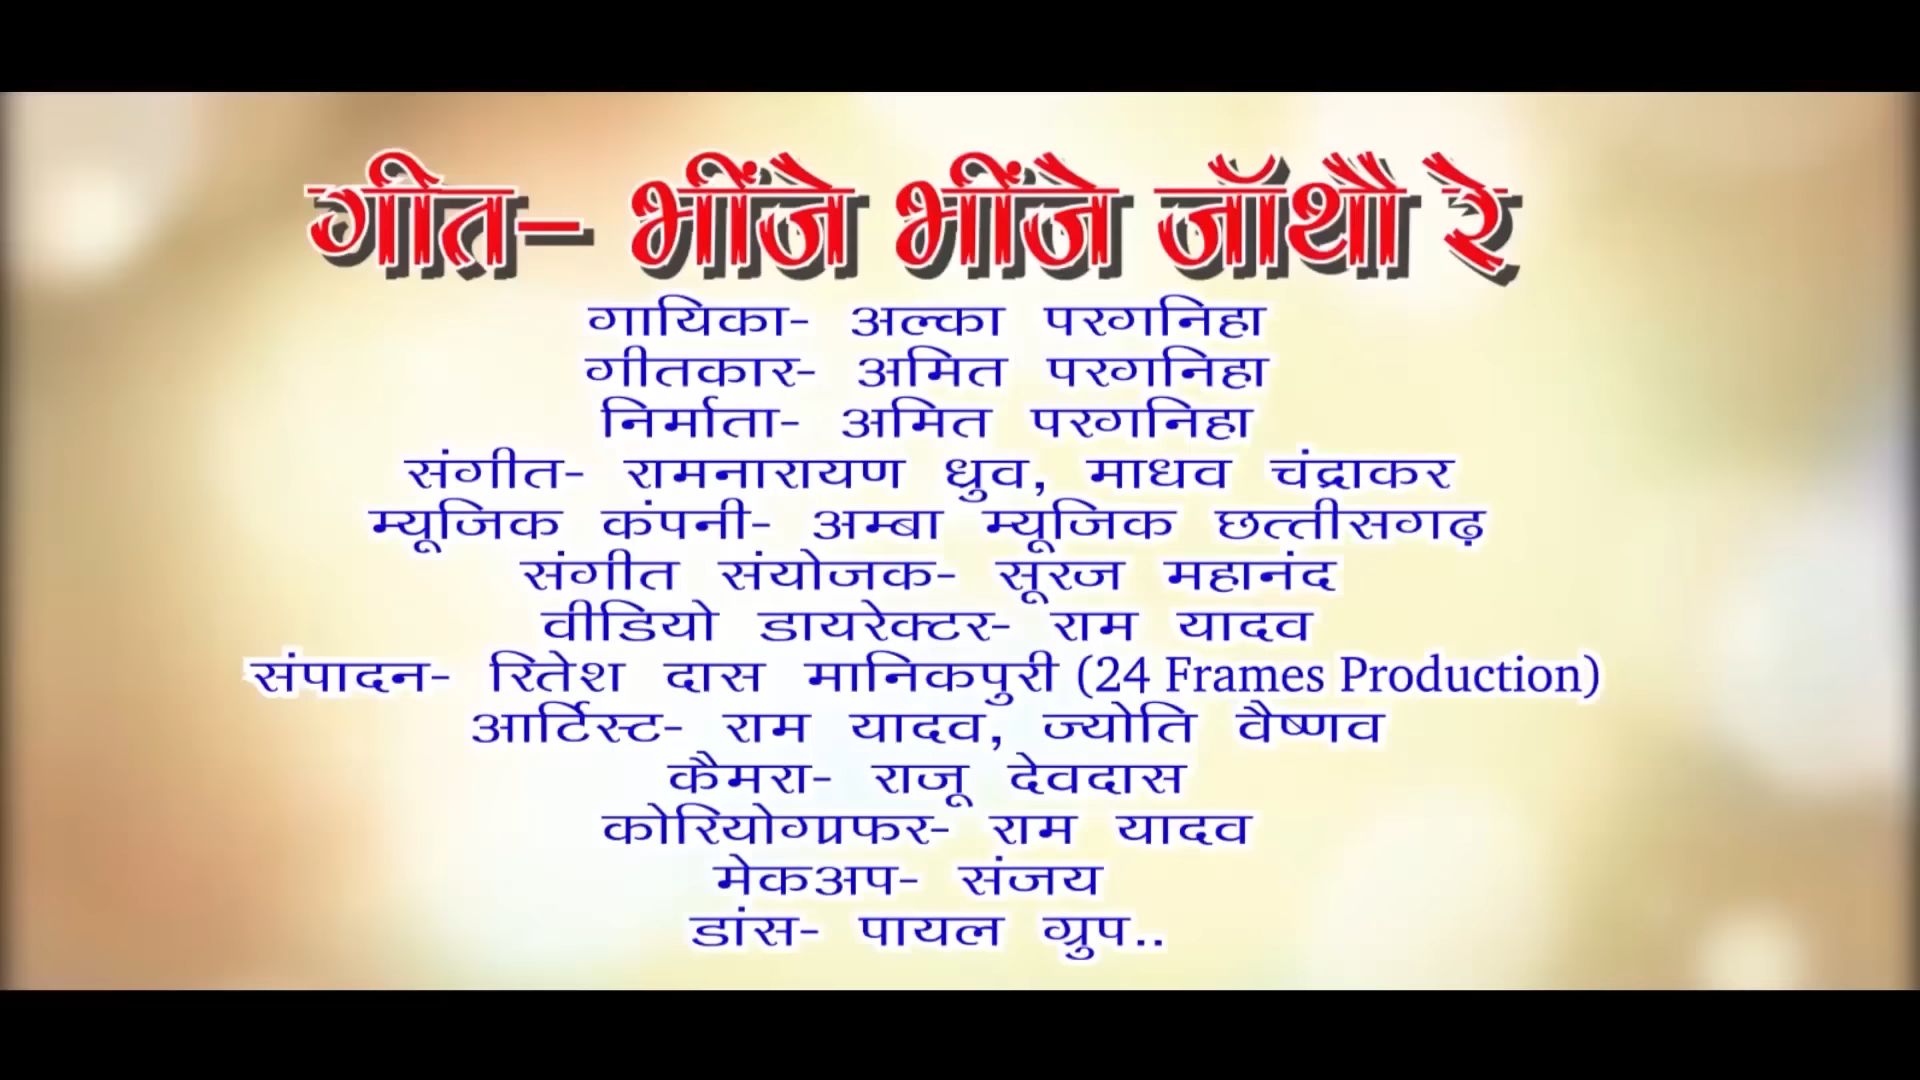 गीत- भींजै भींजै जॉथौ रे
गायिका- अल्का परगनिहा
गीतकार- अमित परगनिहा
निर्माता- अमित परगनिहा
संगीत- रामनारायण ध्रुव, माधव चंद्राकर
म्यूजिक कंपनी- अम्बा म्यूजिक छत्तीसगढ़
संगीत संयोजक- सूरज महानंद
वीडियो डायरेक्टर- राम यादव
संपादन- रितेश दास मानिकपुरी (24 Frames Production)
आर्टिस्ट- राम यादव, ज्योति वैष्णव
कैमरा- राजू देवदास
कोरियोग्राफर- राम यादव
मेकअप- संजय
डांस- पायल ग्रुप..